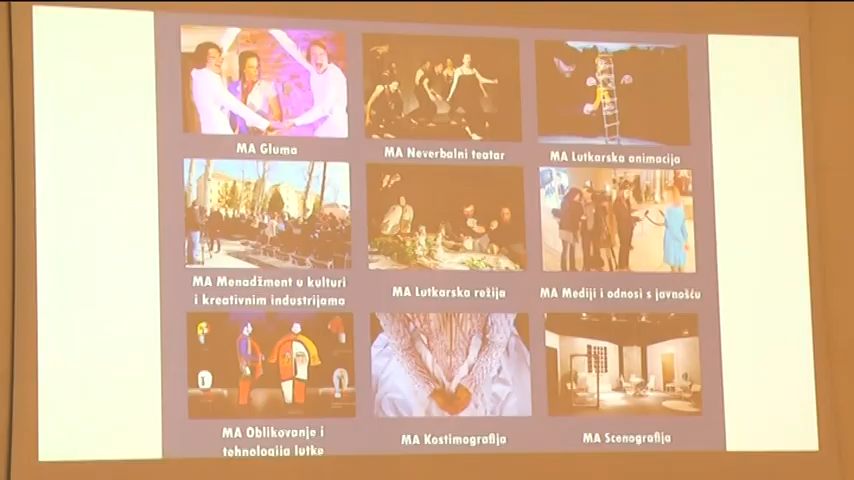 MA Gluma
MA Neverbalni teatar
MA Lutkarska animacija
MA Menadžment u kulturi
i kreativnim industrijama
MA Lutkarska režija
MA Mediji i odnosi s javnošću
MA Oblikovanje i
tehnologija lutke
MA Kostimografija
MA Scenografija